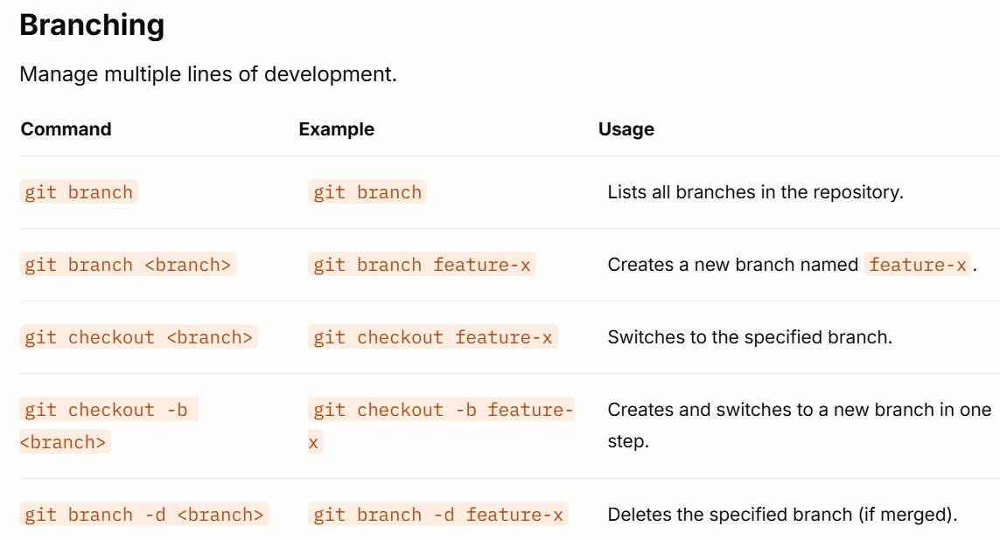 Branching
Manage multiple lines of development.
Command Example Usage
git branch git branch Lists all branches in the repository.
git branch <branch> git branch feature-x Creates a new branch named feature-x.
git checkout <branch> git checkout feature-x Switches to the specified branch.
git checkout -b git checkout -b feature- Creates and switches to a new branch in one
<branch> x step.
git branch -d <branch> git branch -d feature-x Deletes the specified branch (if merged).